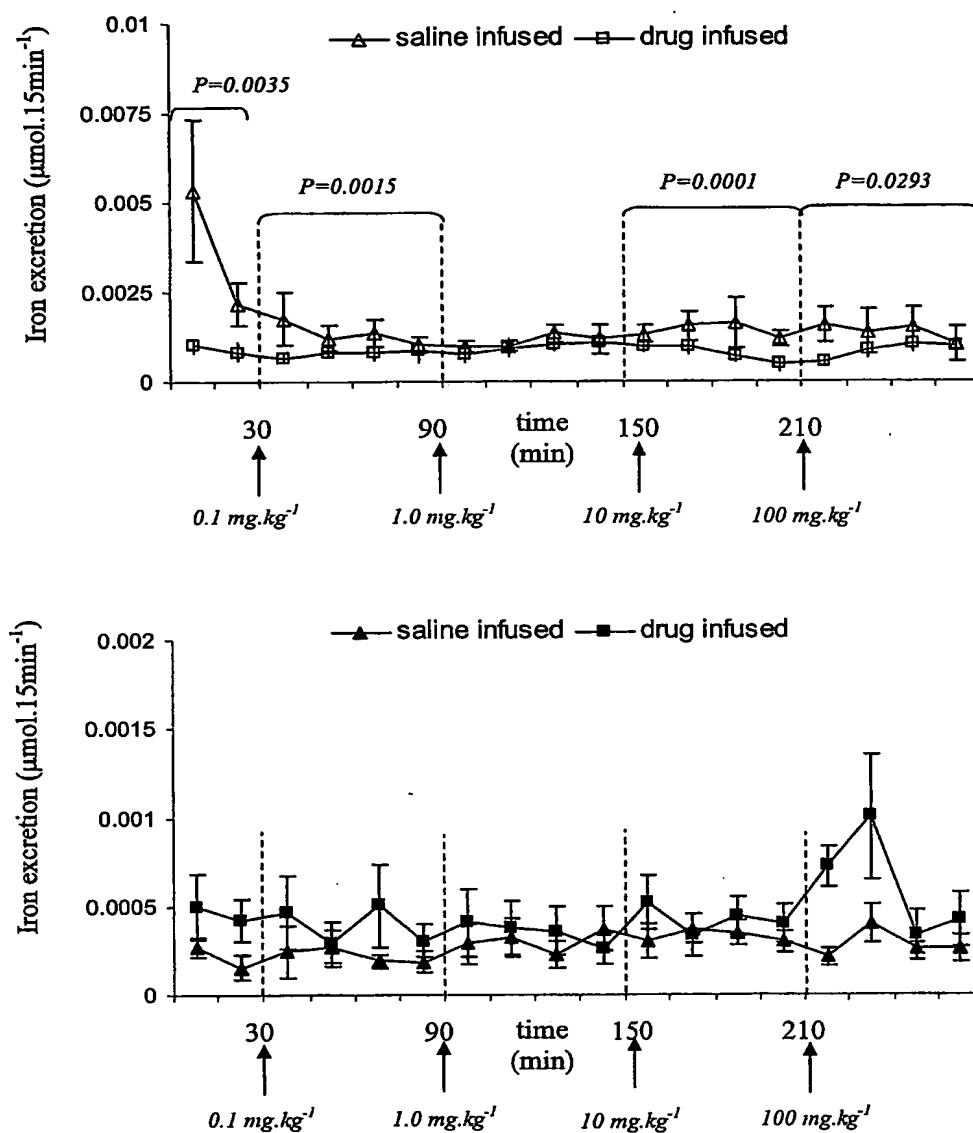 0.01
saline infused drug infused
P=0.0035
0.0075
P=0.0015
P=0.0001
P=0.0293
0.005
0.0025
0
Iron excretion (μmol.15min⁻¹)
30 90 time (min) 150 210
0.1 mg.kg⁻¹ 1.0 mg.kg⁻¹ 10 mg.kg⁻¹ 100 mg.kg⁻¹
0.002
saline infused drug infused
0.0015
0.001
0.0005
0
Iron excretion (μmol.15min⁻¹)
30 90 time (min) 150 210
0.1 mg.kg⁻¹ 1.0 mg.kg⁻¹ 10 mg.kg⁻¹ 100 mg.kg⁻¹